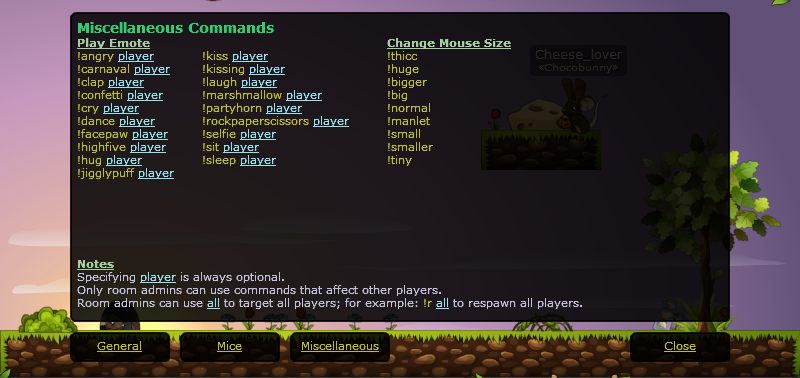 Miscellaneous Commands
Play Emote
!angry player
!carnaval player
!clap player
!confetti player
!cry player
!dance player
!facepaw player
!highfive player
!hug player
!jigglypuff player
!kiss player
!kissing player
!laugh player
!marshmallow player
!partyhorn player
!rockpaperscissors player
!selfie player
!sit player
!sleep player
Change Mouse Size
!thicc
!huge
!bigger
!big
!normal
!manlet
!small
!smaller
!tiny
Cheese_lover
«Chocobunny»
Notes
Specifying player is always optional.
Only room admins can use commands that affect other players.
Room admins can use all to target all players; for example: !r all to respawn all players.
General
Mice
Miscellaneous
Close